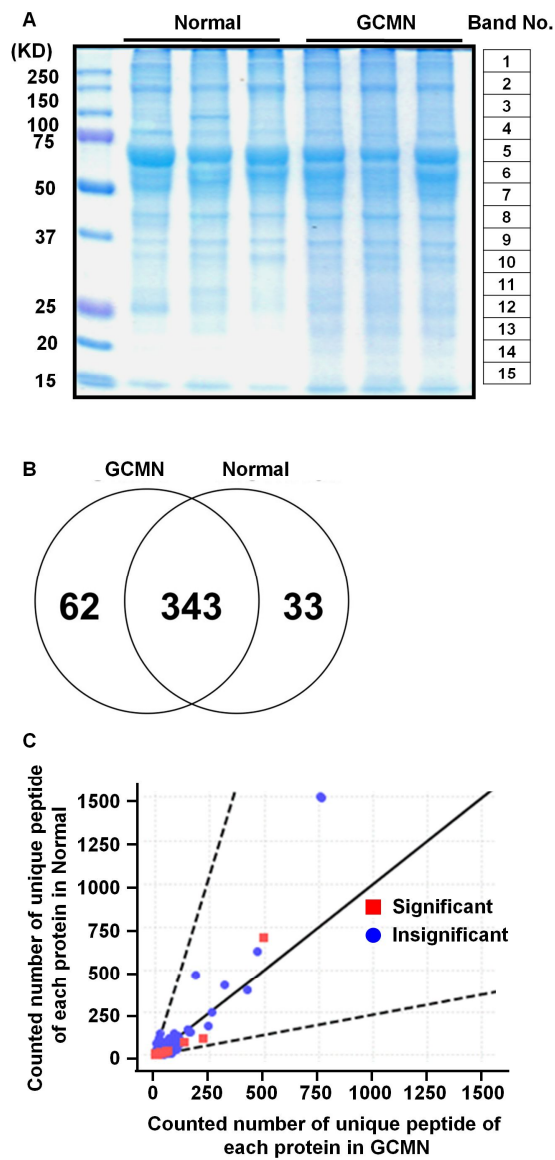 A
Normal
GCMN
Band No.
(KD)
250
150
100
75
50
37
25
20
15
1
2
3
4
5
6
7
8
9
10
11
12
13
14
15
B
GCMN
Normal
62
343
33
C
Counted number of unique peptide
of each protein in Normal
1500
1250
1000
750
500
250
0
Significant
Insignificant
0
250
500
750
1000
1250
1500
Counted number of unique peptide of
each protein in GCMN